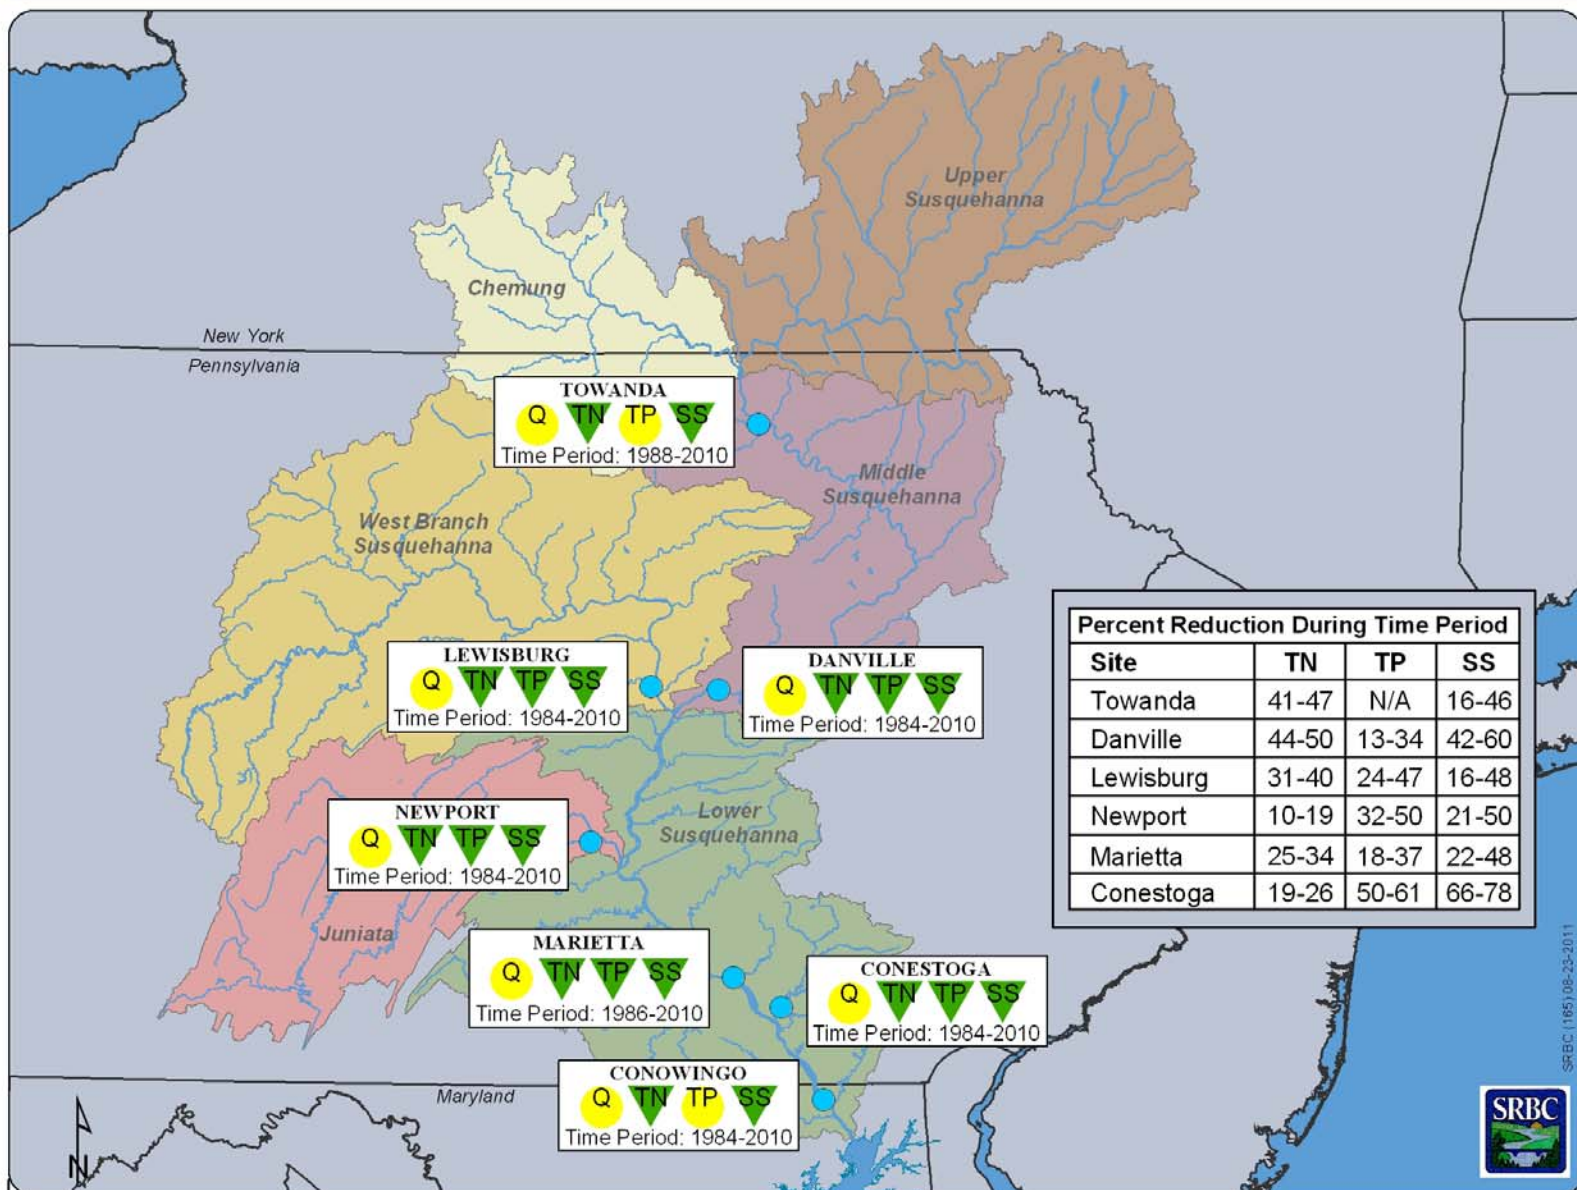 Upper
Susquehanna
Chemung
New York
Pennsylvania
TOWANDA
Q TN TP SS
Time Period: 1988-2010
Middle
Susquehanna
West Branch
Susquehanna
LEWISBURG
Q TN TP SS
Time Period: 1984-2010
DANVILLE
Q TN TP SS
Time Period: 1984-2010
Percent Reduction During Time Period
Site TN TP SS
Towanda 41-47 N/A 16-46
Danville 44-50 13-34 42-60
Lewisburg 31-40 24-47 16-48
Newport 10-19 32-50 21-50
Marietta 25-34 18-37 22-48
Conestoga 19-26 50-61 66-78
NEWPORT
Q TN TP SS
Time Period: 1984-2010
Lower
Susquehanna
Juniata
MARIETTA
Q TN TP SS
Time Period: 1986-2010
CONESTOGA
Q TN TP SS
Time Period: 1984-2010
CONOWINGO
Q TN TP SS
Time Period: 1984-2010
Maryland
N
SRBC (165) 08-23-2011
SRBC